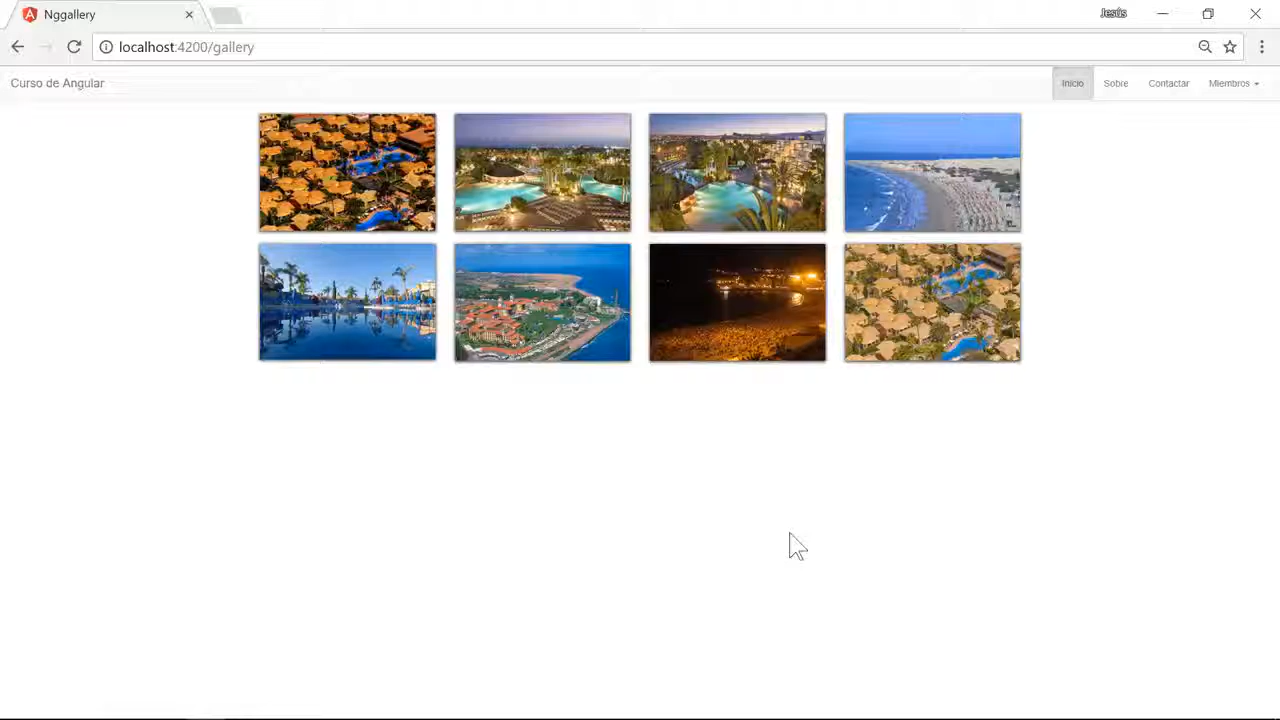 Nggallery
Jesús
localhost:4200/gallery
Curso de Angular
Inicio
Sobre
Contactar
Miembros